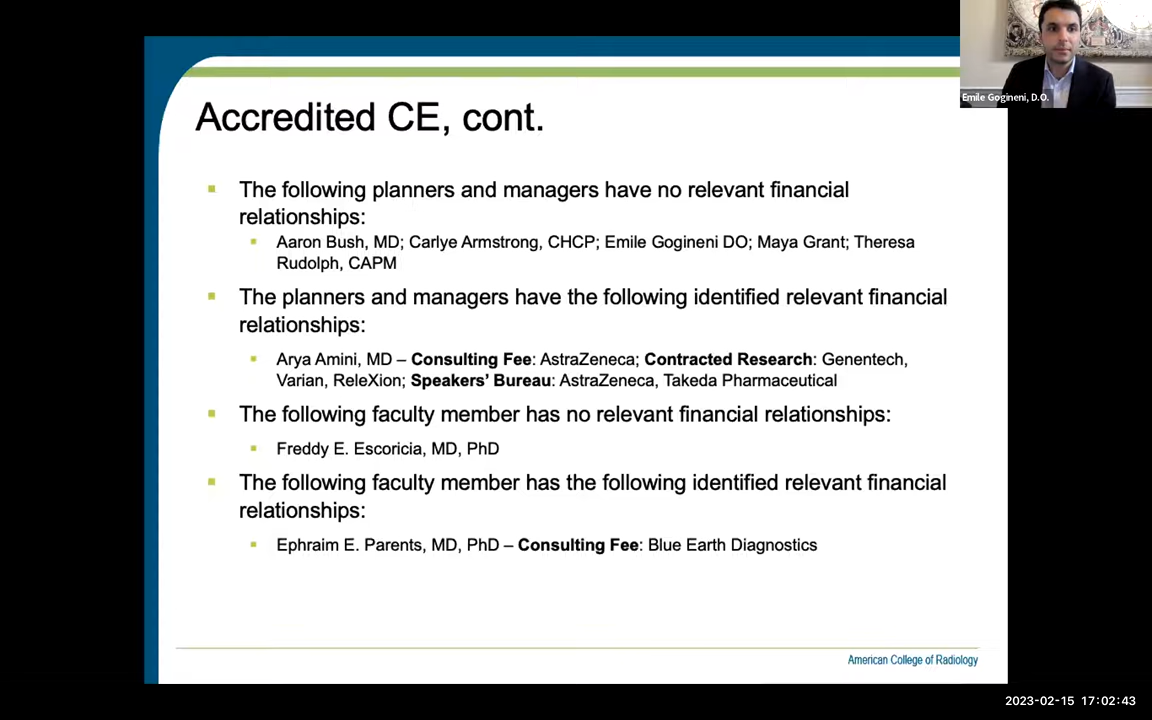 Emile Gogineni, D.O.
Accredited CE, cont.
The following planners and managers have no relevant financial
relationships:
Aaron Bush, MD; Carlye Armstrong, CHCP; Emile Gogineni DO; Maya Grant; Theresa
Rudolph, CAPM
The planners and managers have the following identified relevant financial
relationships:
Arya Amini, MD – Consulting Fee: AstraZeneca; Contracted Research: Genentech,
Varian, ReleXion; Speakers’ Bureau: AstraZeneca, Takeda Pharmaceutical
The following faculty member has no relevant financial relationships:
Freddy E. Escoricia, MD, PhD
The following faculty member has the following identified relevant financial
relationships:
Ephraim E. Parents, MD, PhD – Consulting Fee: Blue Earth Diagnostics
American College of Radiology
2023-02-15 17:02:43